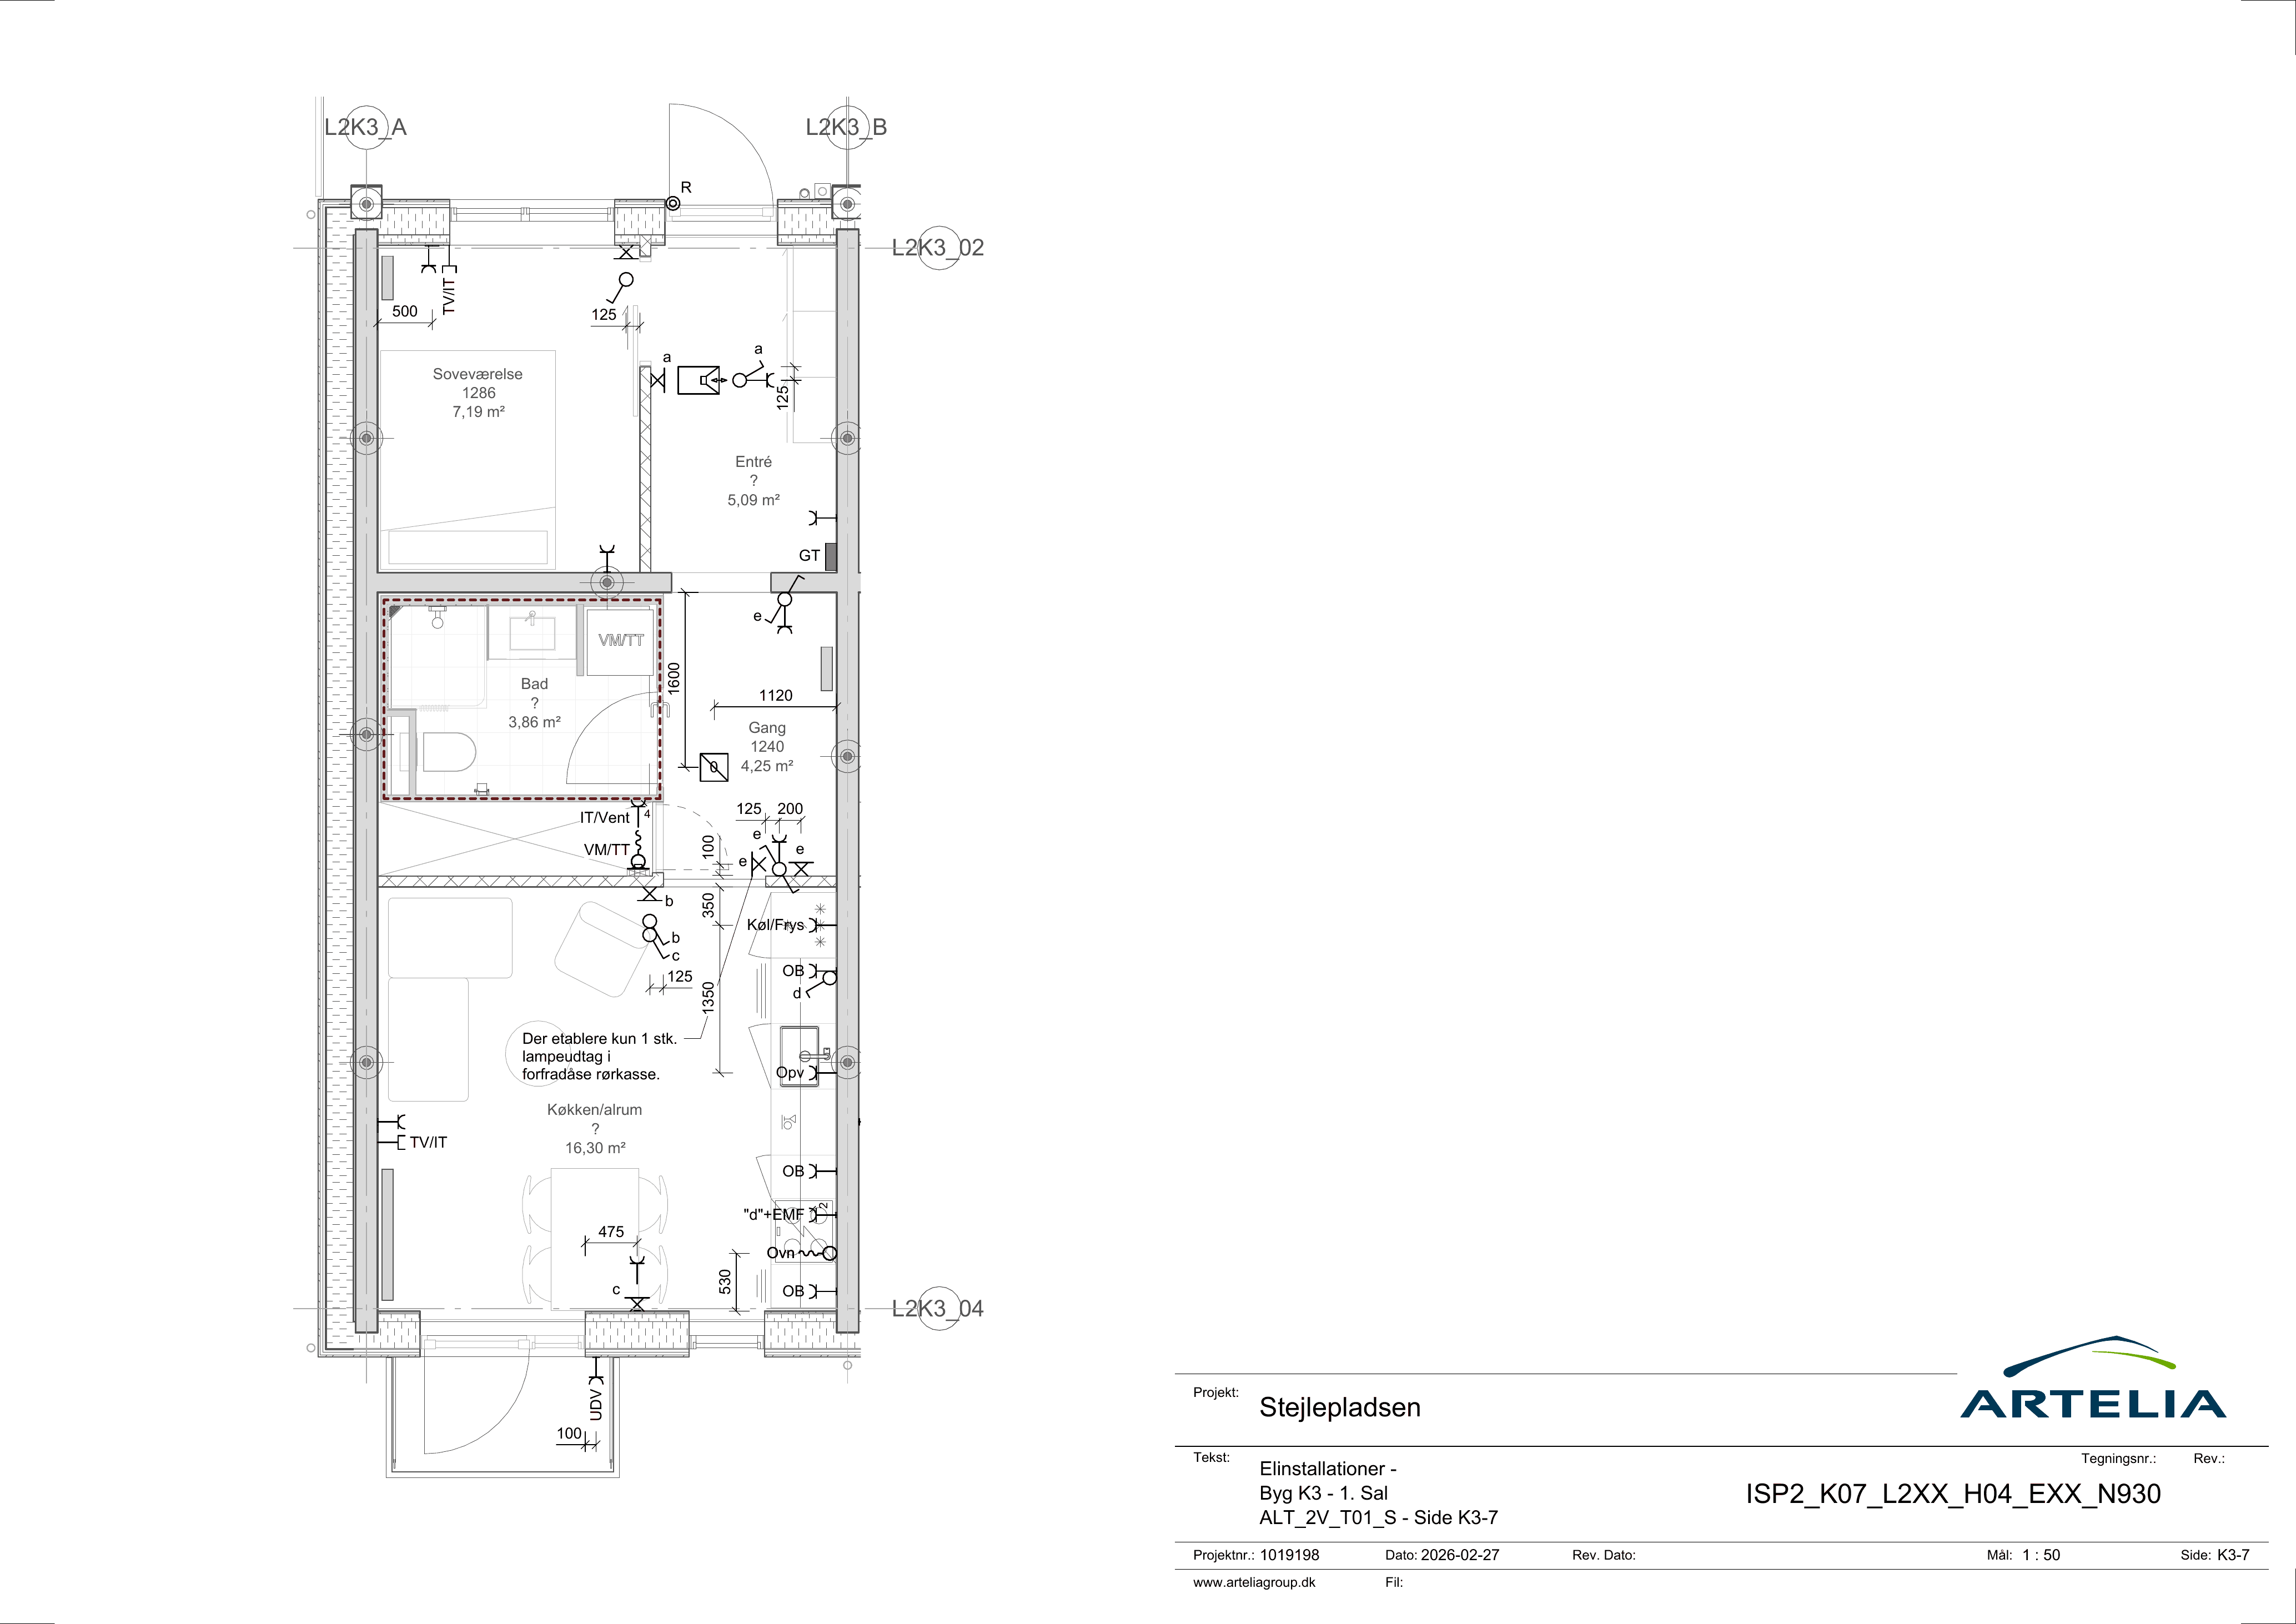 L2K3_A
L2K3_B
R
L2K3_02
TV/IT
500
125
a
a
125
Soveværelse
1286
7,19 m²
Entré
?
5,09 m²
GT
e
VM/TT
1600
Bad
?
3,86 m²
1120
Gang
1240
4,25 m²
IT/Vent
4
VM/TT
125
200
100
e
e
e
b
350
Køl/Frys
b
c
125
OB
d
1350
Der etablere kun 1 stk.
lampeudtag i
forfradåse rørkasse.
Opv
Køkken/alrum
?
16,30 m²
TV/IT
OB
"d"+EMF
2
475
Ovn
530
c
OB
L2K3_04
UDV
100
ARTELIA
Projekt:
Stejlepladsen
Tekst:
Elinstallationer -
Byg K3 - 1. Sal
ALT_2V_T01_S - Side K3-7
Tegningsnr.:
Rev.:
ISP2_K07_L2XX_H04_EXX_N930
Projektnr.: 1019198
Dato: 2026-02-27
Rev. Dato:
Mål: 1 : 50
Side: K3-7
www.arteliagroup.dk
Fil: